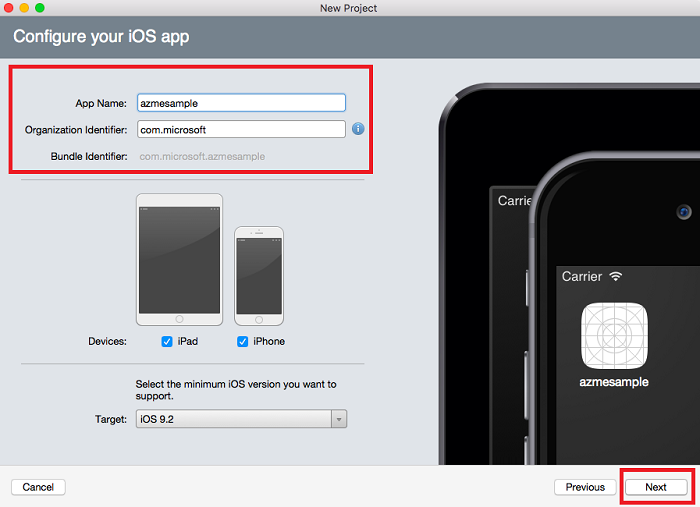 New Project
Configure your iOS app
App Name: azmesample
Organization Identifier: com.microsoft
Bundle Identifier: com.microsoft.azmesample
Devices: iPad iPhone
Select the minimum iOS version you want to
support.
Target: iOS 9.2
Carrie
Carrier
azmesample
Cancel Previous Next